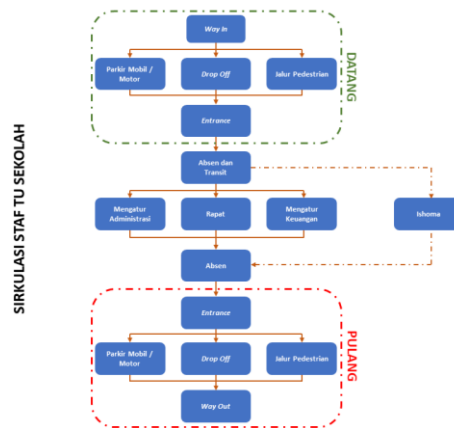 SIRKULASI STAF TU SEKOLAH
DATANG
Way In
Parkir Mobil /
Motor
Drop Off
Jalur Pedestrian
Entrance
Absen dan
Transit
Mengatur
Administrasi
Rapat
Mengatur
Keuangan
Ishoma
Absen
PULANG
Entrance
Parkir Mobil /
Motor
Drop Off
Jalur Pedestrian
Way Out